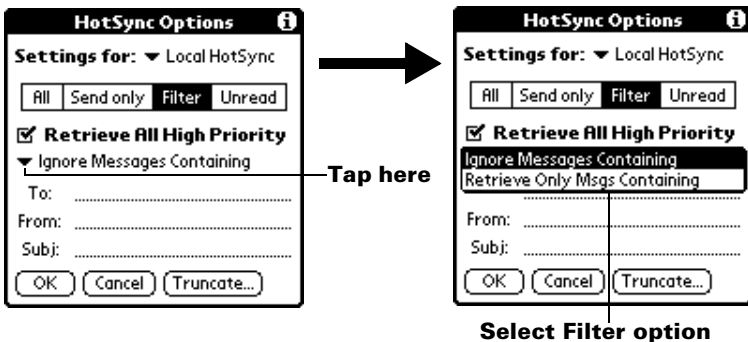 HotSync Options
Settings for: Local HotSync
All Send only Filter Unread
Retrieve All High Priority
Ignore Messages Containing
To:
From:
Subj:
OK Cancel Truncate...
Tap here
HotSync Options
Settings for: Local HotSync
All Send only Filter Unread
Retrieve All High Priority
Ignore Messages Containing
Retrieve Only Msgs Containing
From:
Subj:
OK Cancel Truncate...
Select Filter option